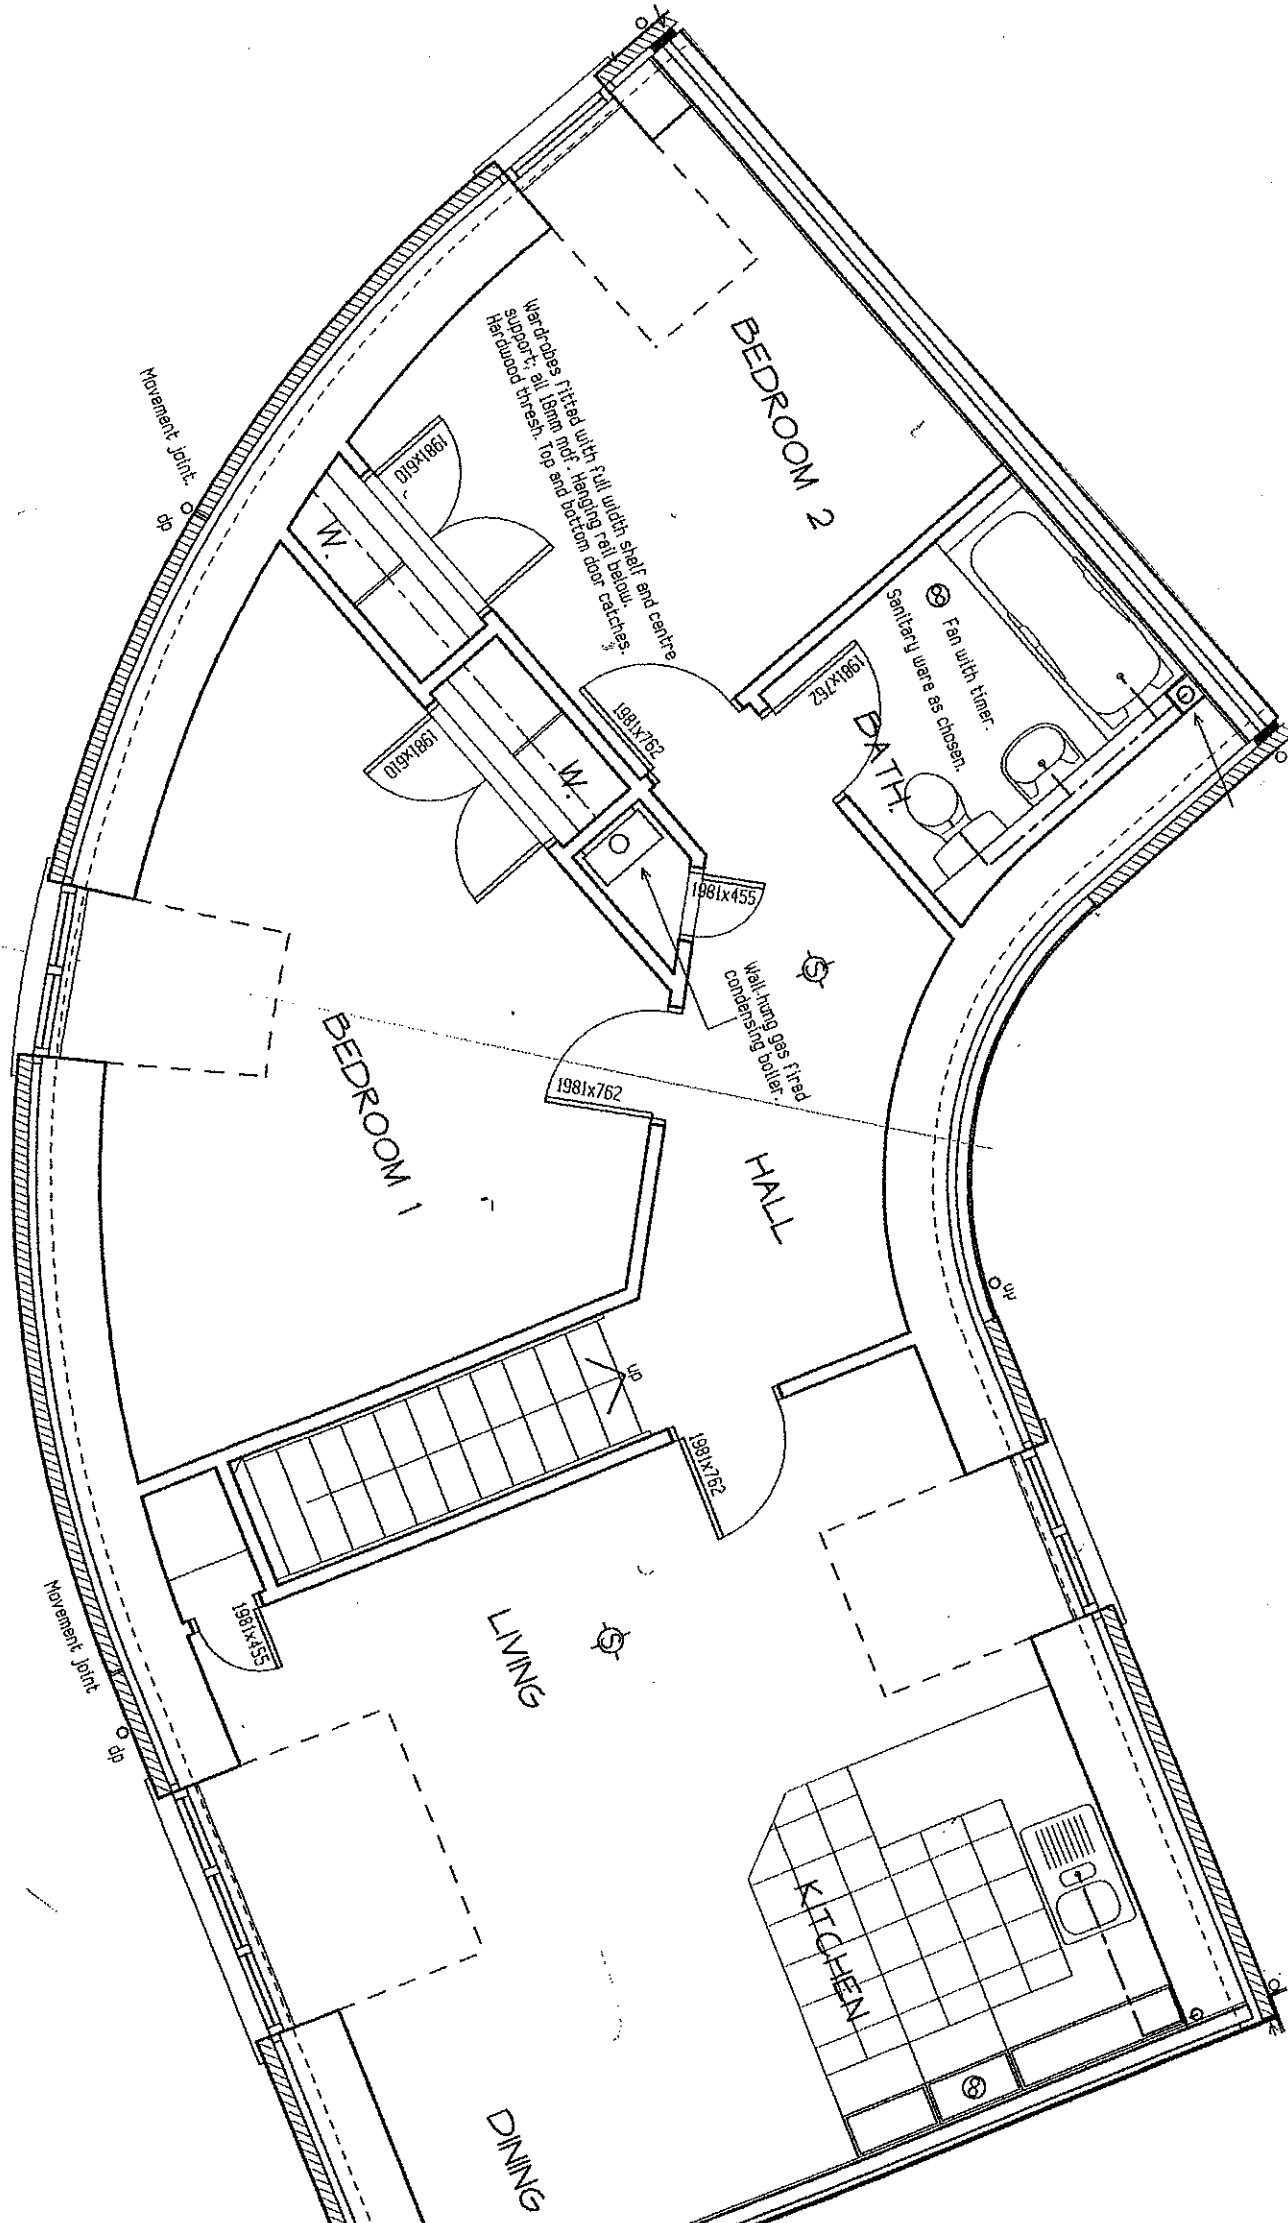 BEDROOM 2
Wardrobes fitted with full width shelf and centre
support; all 18mm mdf. Hanging rail below.
Hardwood thresh. Top and bottom door catches.
Movement joint.
dp
1981x610
W.
1981x762
1981x762
Fan with timer.
Sanitary ware as chosen.
BATH.
1981x610
W.
1981x455
S
Wall-hung gas fired
condensing boiler.
BEDROOM 1
1981x762
HALL
dp
up
1981x762
1981x455
Movement joint
dp
LIVING
S
KITCHEN
DINING